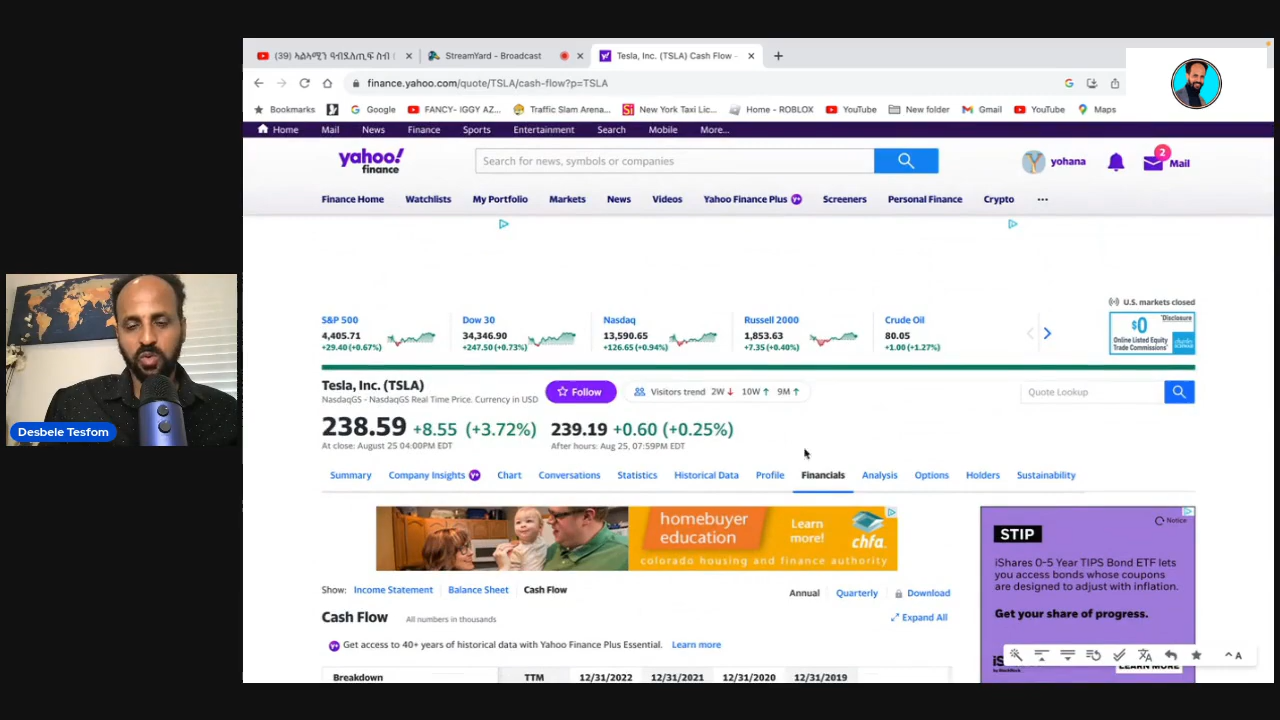 (39) ኣልኣሚን ዓብደለጢፍ ስብ
StreamYard - Broadcast
Tesla, Inc. (TSLA) Cash Flow -
finance.yahoo.com/quote/TSLA/cash-flow?p=TSLA
Bookmarks Google FANCY- IGGY AZ... Traffic Slam Arena... New York Taxi Lic... Home - ROBLOX YouTube New folder Gmail YouTube Maps
Home Mail News Finance Sports Entertainment Search Mobile More...
yahoo!
finance
Search for news, symbols or companies
yohana
2
Mail
Finance Home Watchlists My Portfolio Markets News Videos Yahoo Finance Plus Screeners Personal Finance Crypto ...
U.S. markets closed
S&P 500 Dow 30 Nasdaq Russell 2000 Crude Oil
4,405.71 34,346.90 13,590.65 1,853.63 80.05
+29.40 (+0.67%) +247.50 (+0.73%) +126.65 (+0.94%) +7.35 (+0.40%) +1.00 (+1.27%)
Disclosure
$0
Online Listed Equity
Trade Commissions*
Tesla, Inc. (TSLA)
NasdaqGS - NasdaqGS Real Time Price. Currency in USD
Follow
Visitors trend 2W 10W 9M
Quote Lookup
238.59 +8.55 (+3.72%) 239.19 +0.60 (+0.25%)
At close: August 25 04:00PM EDT After hours: Aug 25, 07:59PM EDT
Desbele Tesfom
Summary Company Insights Chart Conversations Statistics Historical Data Profile Financials Analysis Options Holders Sustainability
homebuyer
education
Learn
more!
chfa.
colorado housing and finance authority
Notice
STIP
iShares 0-5 Year TIPS Bond ETF lets
you access bonds whose coupons
are designed to adjust with inflation.
Get your share of progress.
LEARN MORE
Show: Income Statement Balance Sheet Cash Flow Annual Quarterly Download
Cash Flow All numbers in thousands Expand All
Get access to 40+ years of historical data with Yahoo Finance Plus Essential. Learn more
Breakdown TTM 12/31/2022 12/31/2021 12/31/2020 12/31/2019